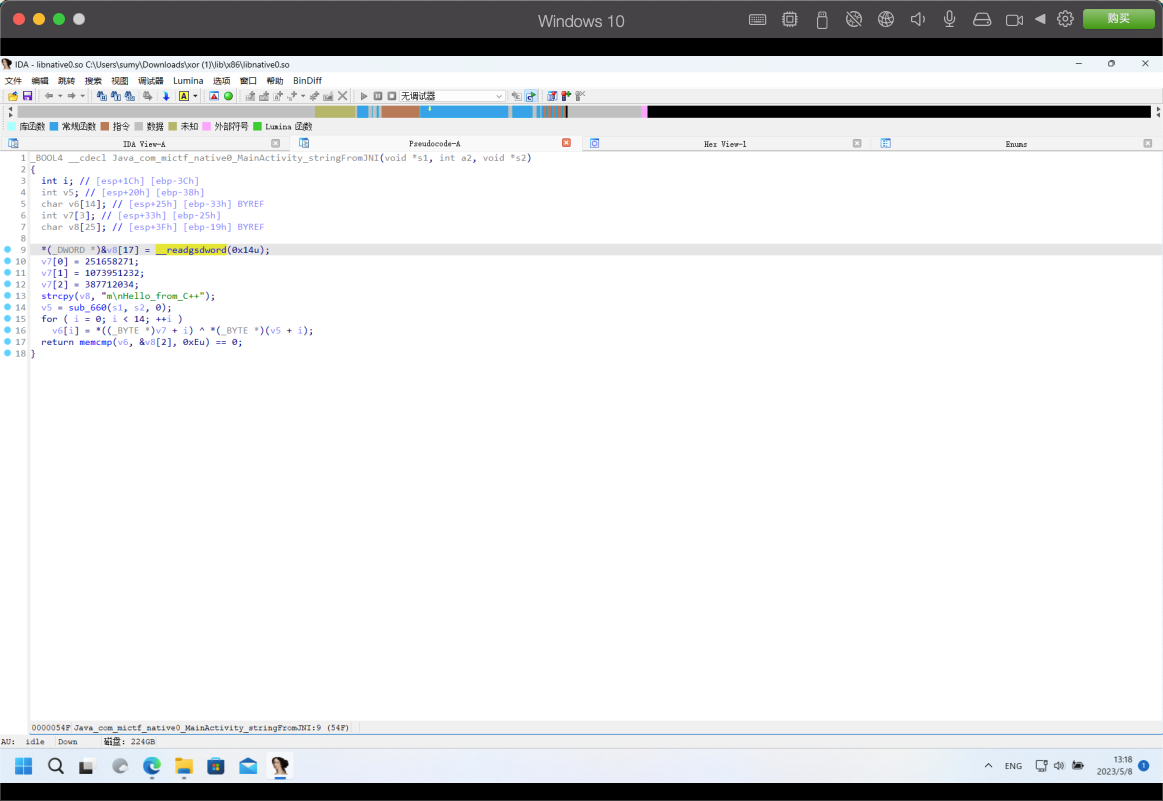 Windows 10
购买
IDA - libnative0.so C:\Users\sumy\Downloads\xor (1)\lib\x86\libnative0.so
文件 编辑 跳转 搜索 视图 调试器 Lumina 选项 窗口 帮助 BinDiff
无调试器
库函数 常规函数 指令 数据 未知 外部符号 Lumina 函数
IDA View-A Pseudocode-A Hex View-1 Enums
1 _BOOL4 __cdecl Java_com_mictf_native0_MainActivity_stringFromJNI(void *s1, int a2, void *s2)
2 {
3 int i; // [esp+1Ch] [ebp-3Ch]
4 int v5; // [esp+20h] [ebp-38h]
5 char v6[14]; // [esp+25h] [ebp-33h] BYREF
6 int v7[3]; // [esp+33h] [ebp-25h]
7 char v8[25]; // [esp+3Fh] [ebp-19h] BYREF
8
9 *(_DWORD *)&v8[17] = __readgsdword(0x14u);
10 v7[0] = 251658271;
11 v7[1] = 1073951232;
12 v7[2] = 387712034;
13 strcpy(v8, "m\nHello_from_C++");
14 v5 = sub_660(s1, s2, 0);
15 for ( i = 0; i < 14; ++i )
16 v6[i] = *((_BYTE *)v7 + i) ^ *(_BYTE *)(v5 + i);
17 return memcmp(v6, &v8[2], 0xEu) == 0;
18 }
0000054F Java_com_mictf_native0_MainActivity_stringFromJNI:9 (54F)
AU: idle Down 磁盘: 224GB
ENG
13:18
2023/5/8
1